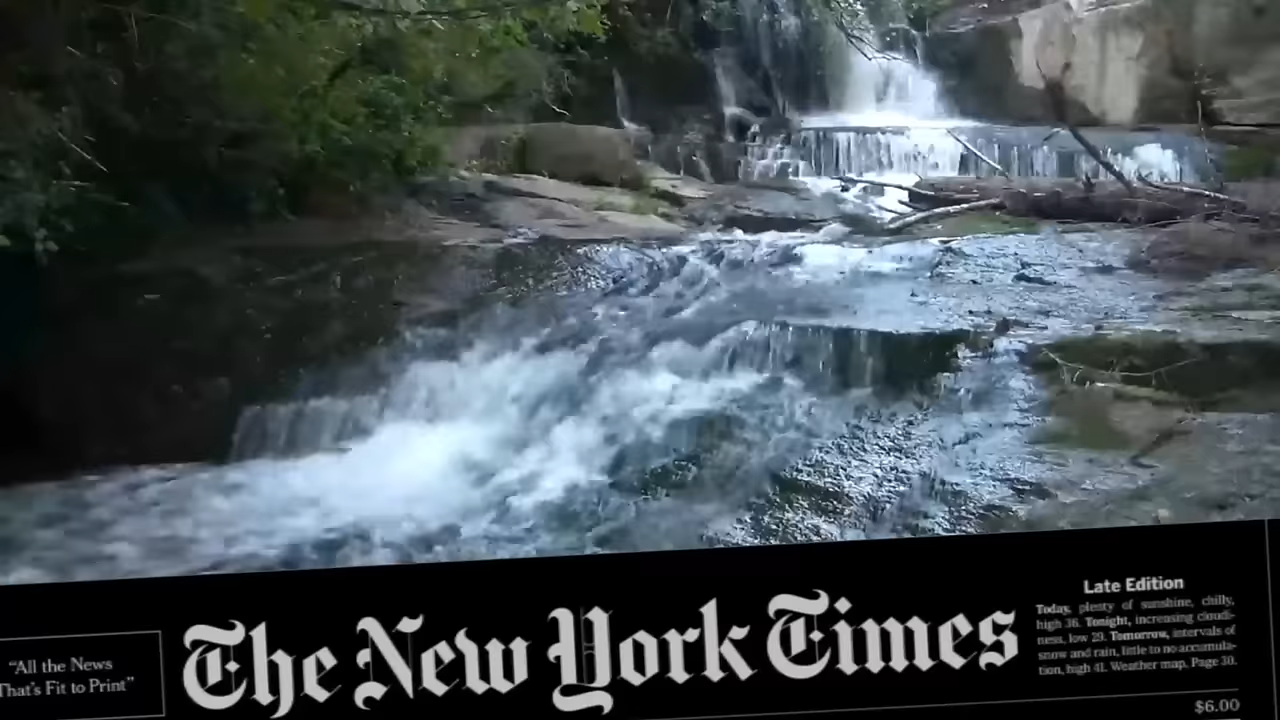 "All the News
That's Fit to Print"
The New York Times
Late Edition
Today, plenty of sunshine, chilly,
high 36. Tonight, increasing cloudi-
ness, low 29. Tomorrow, intervals of
snow and rain, little to no accumula-
tion, high 41. Weather map, Page 30.
$6.00